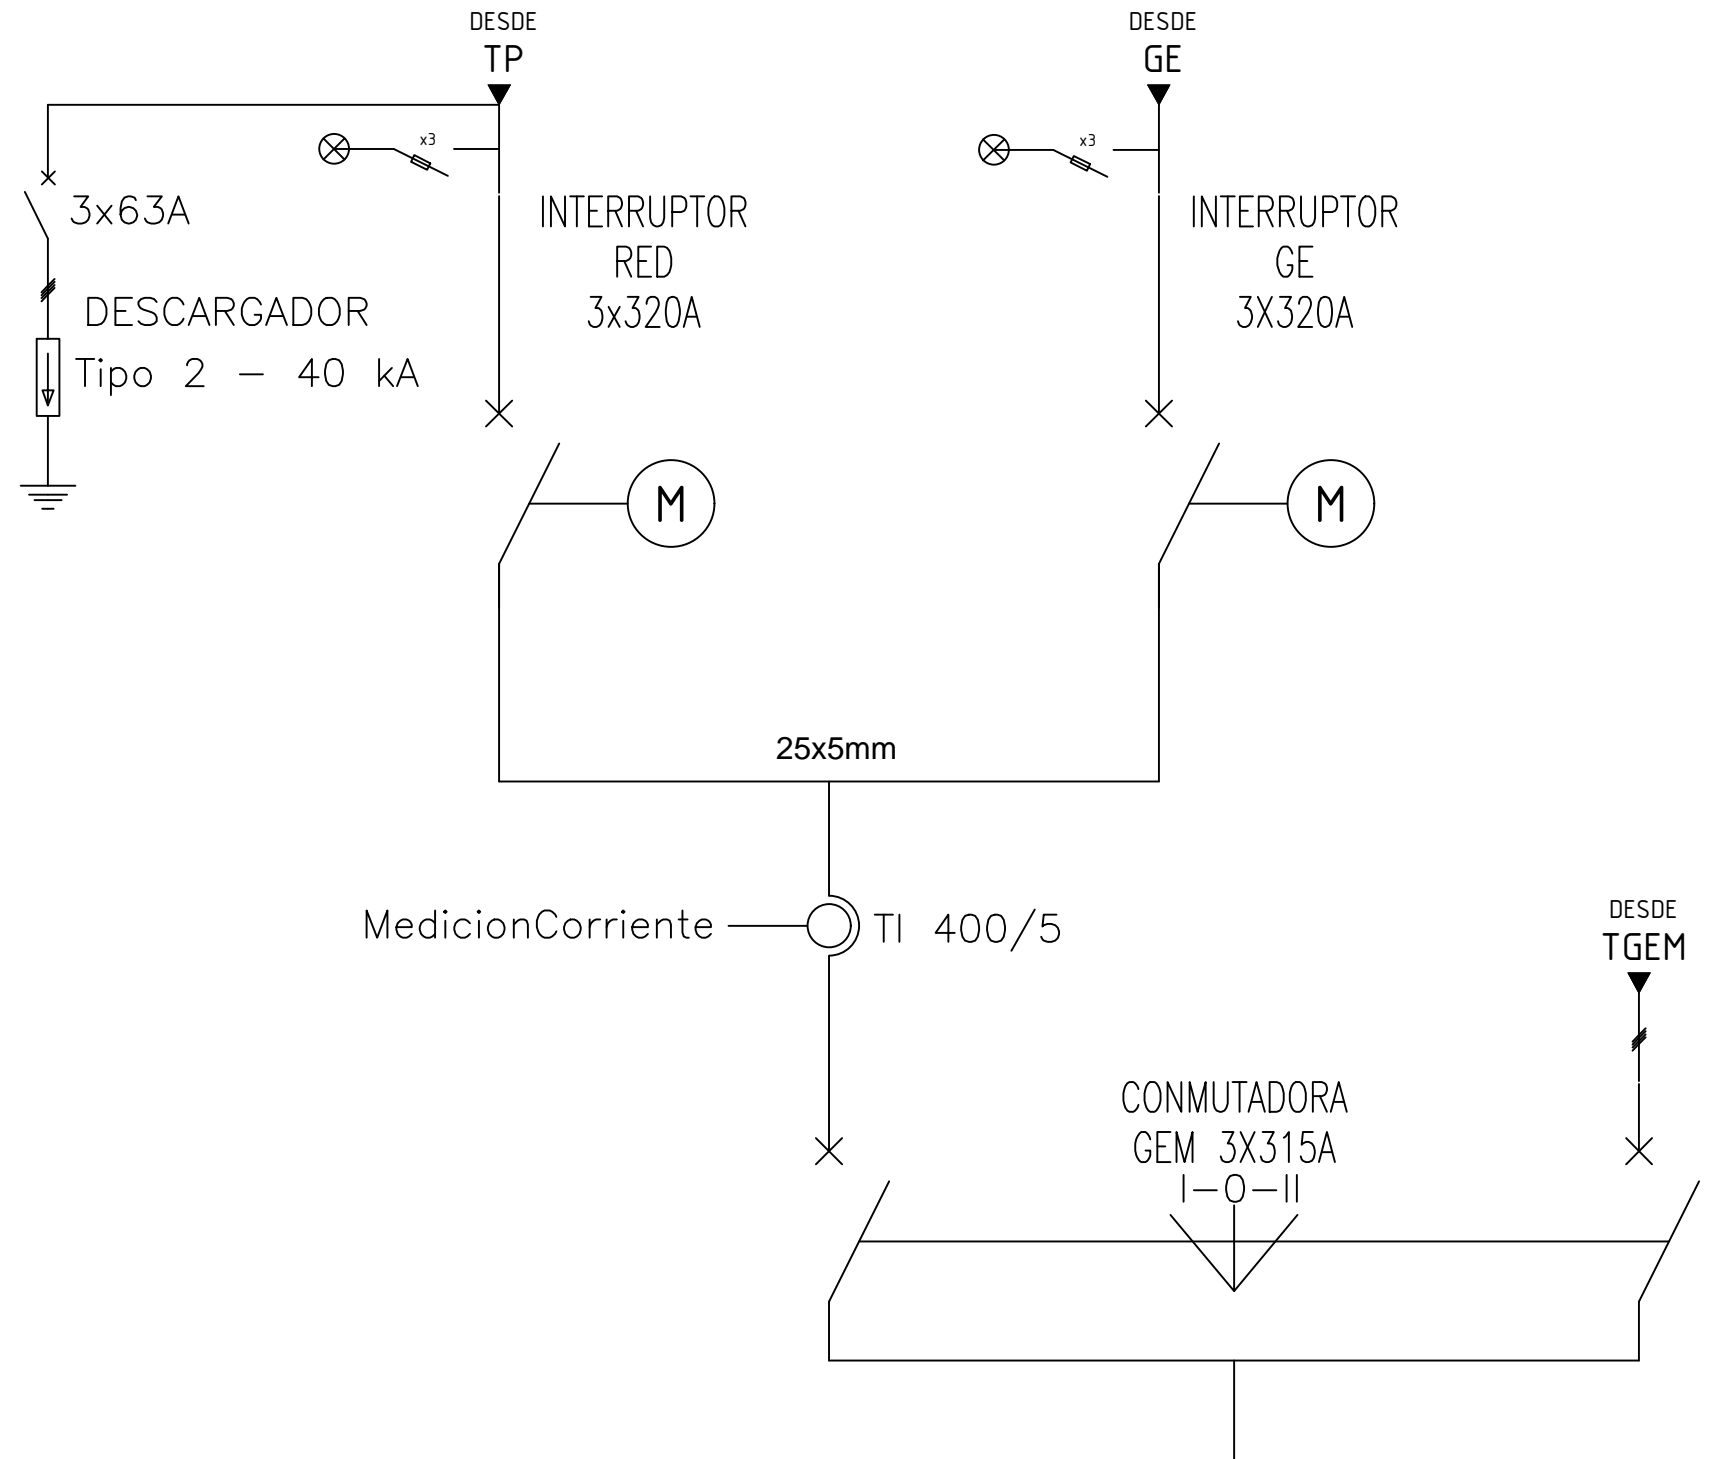 DESDE
TP
DESDE
GE
x3
x3
3x63A
INTERRUPTOR
RED
3x320A
INTERRUPTOR
GE
3X320A
DESCARGADOR
Tipo 2 - 40 kA
M
M
25x5mm
MedicionCorriente
TI 400/5
DESDE
TGEM
CONMUTADORA
GEM 3X315A
I-0-II